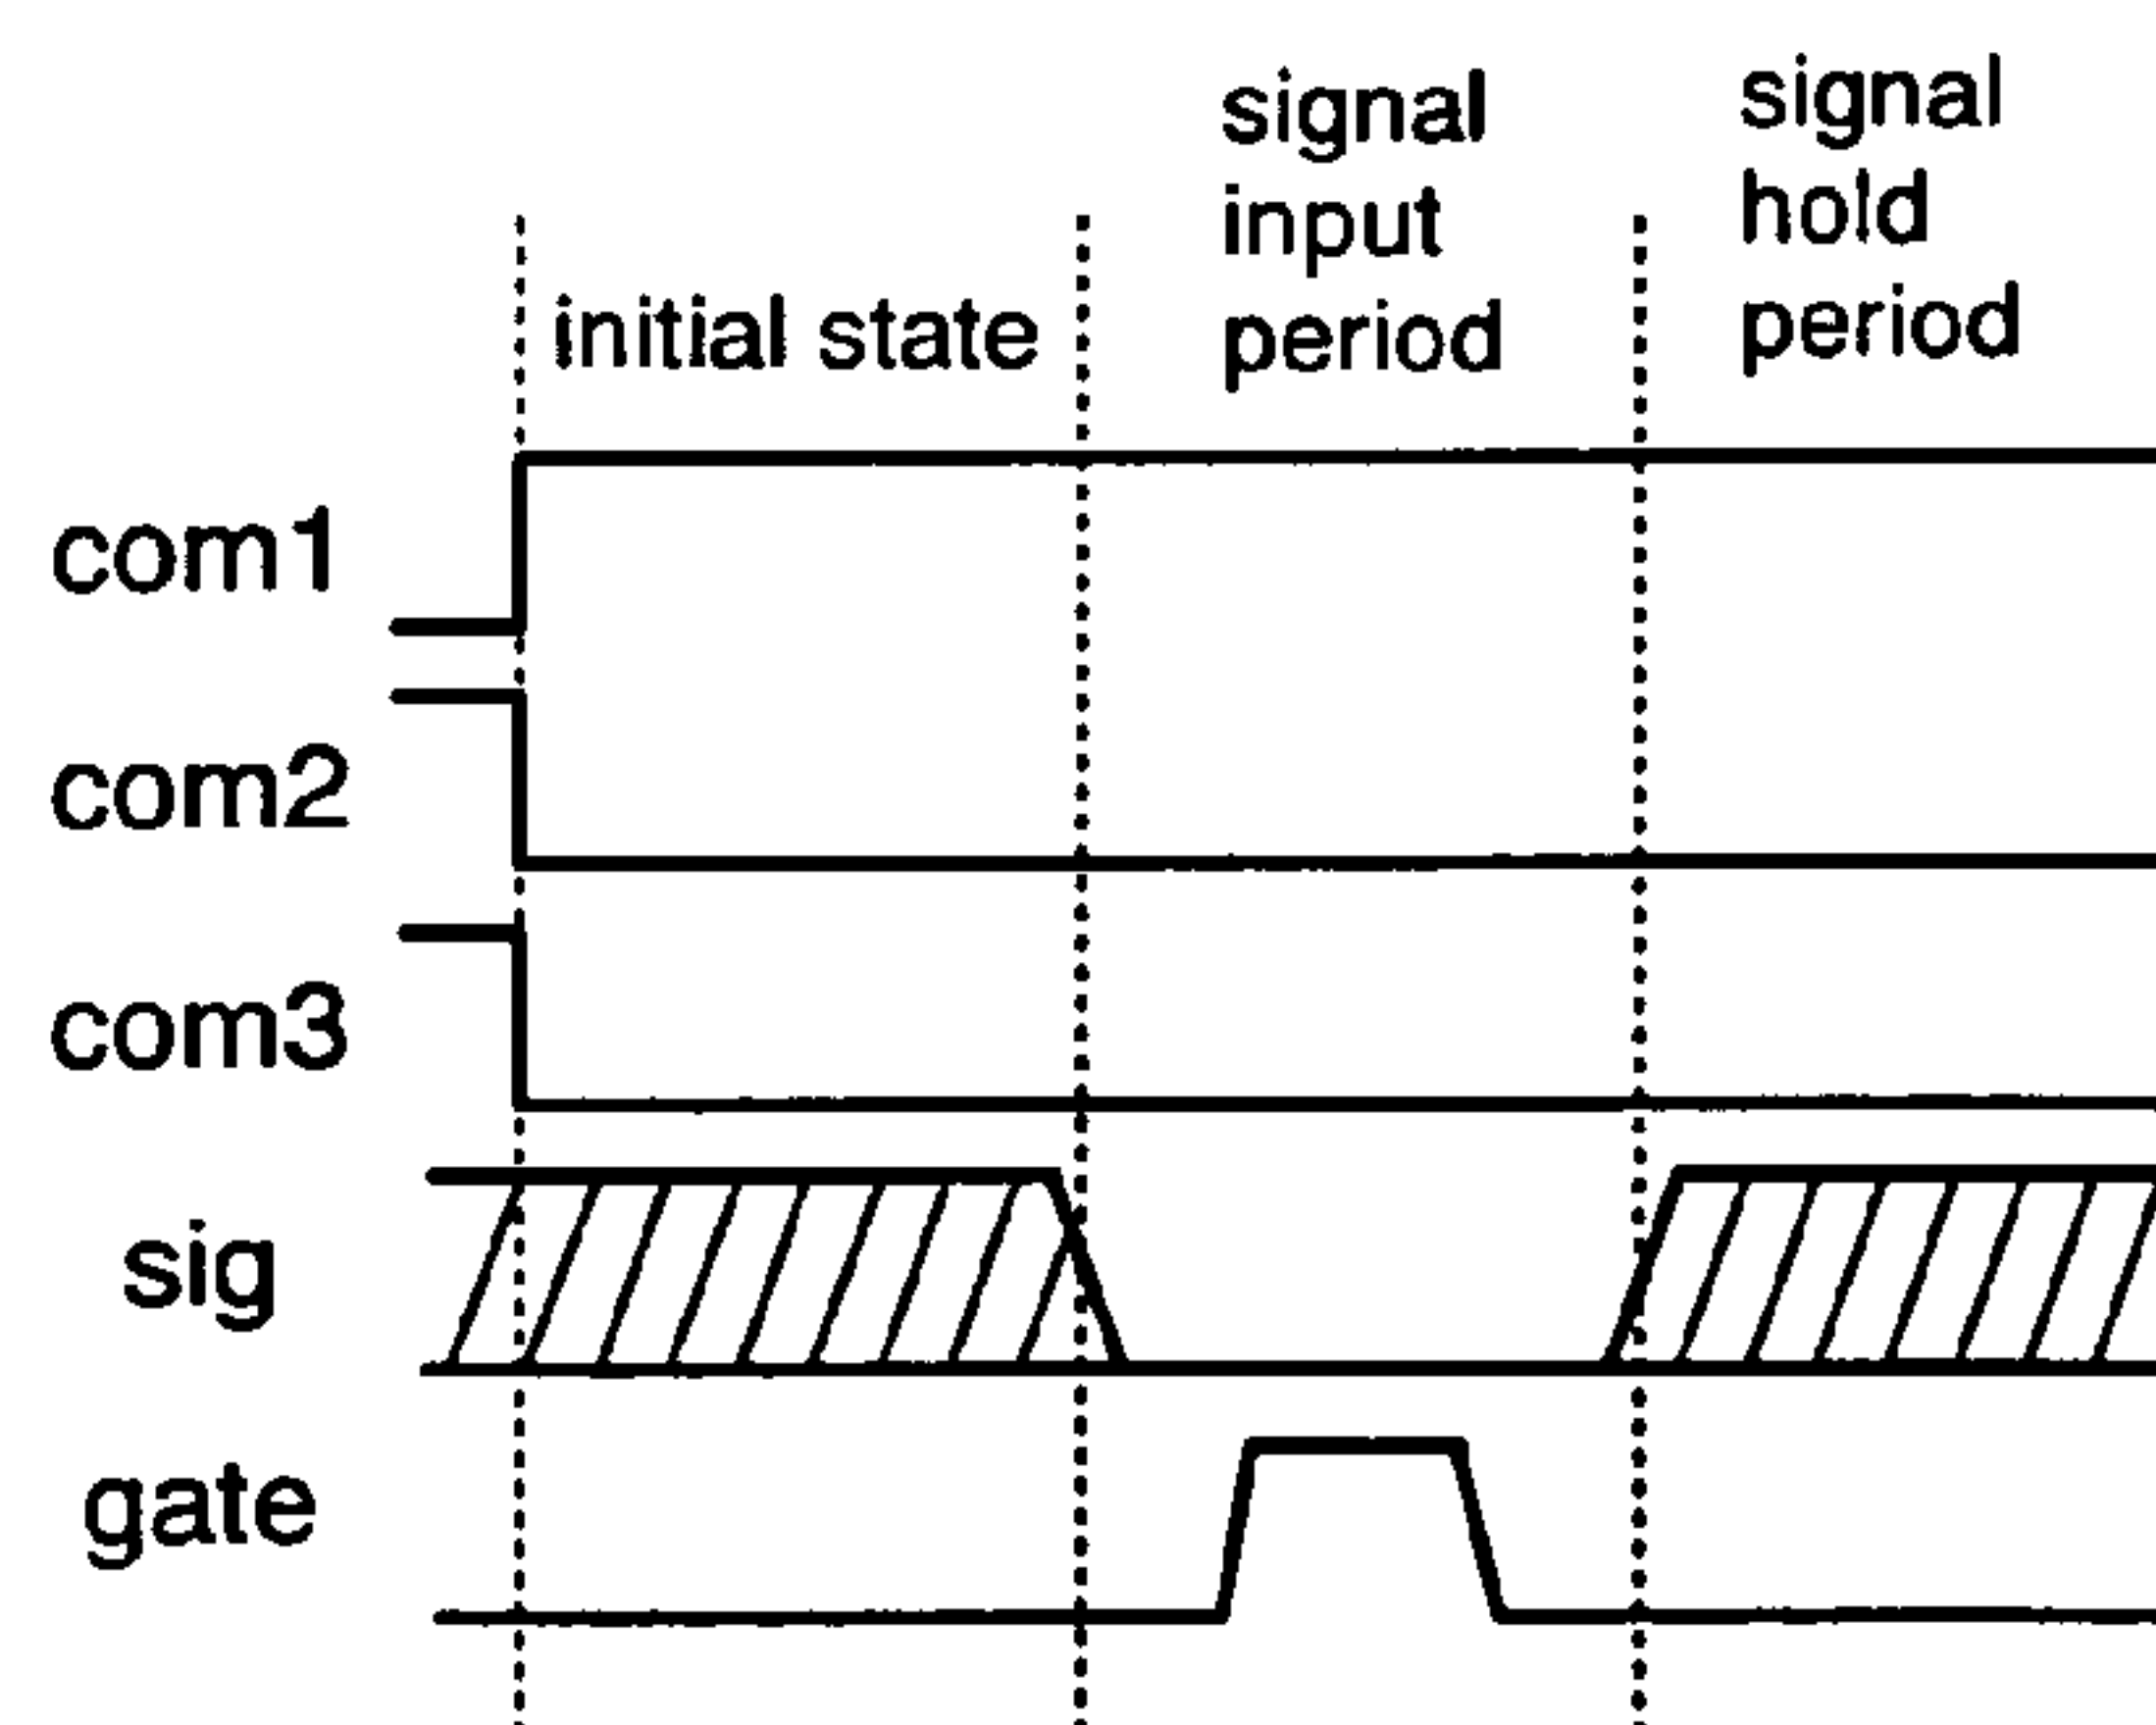 initial state
signal
input
period
signal
hold
period
com1
com2
com3
sig
gate